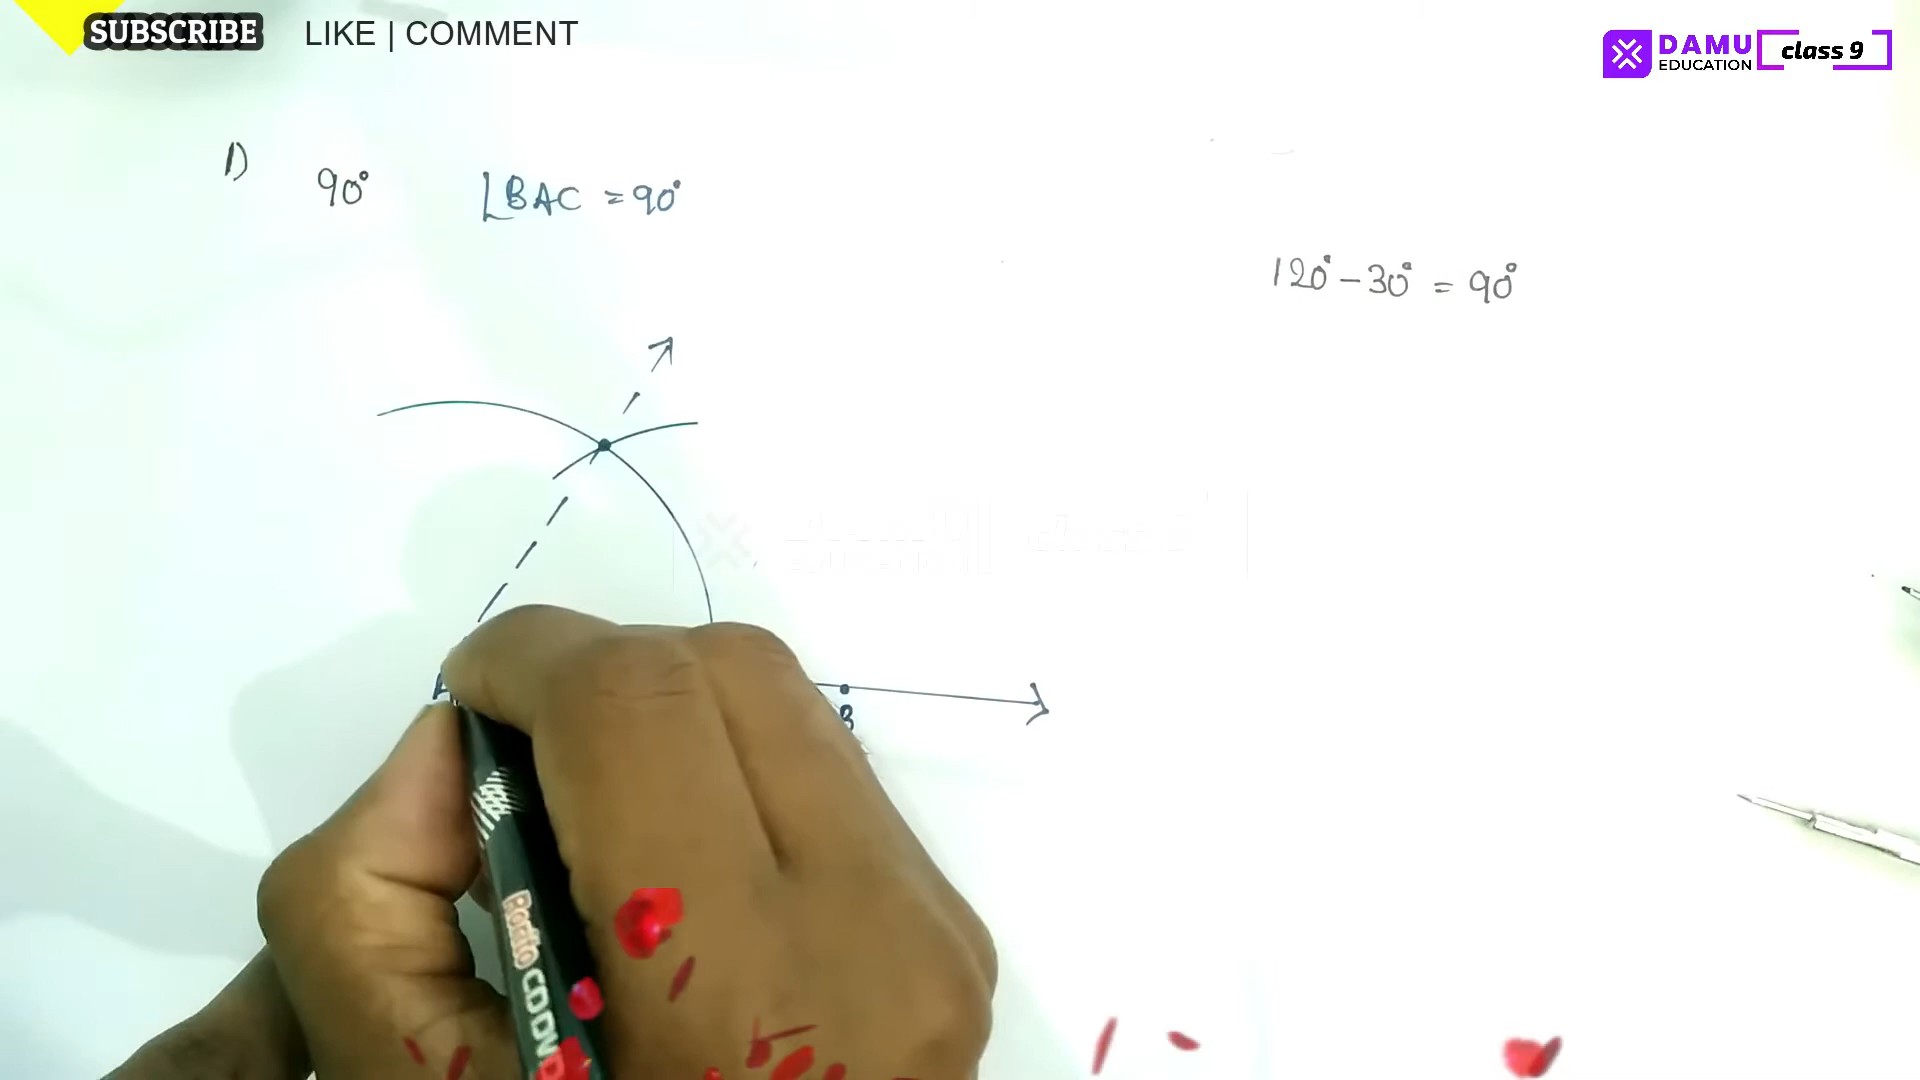 SUBSCRIBE LIKE | COMMENT
DAMU
EDUCATION
class 9
1)
90° ∠BAC = 90°
120° - 30° = 90°
A
B